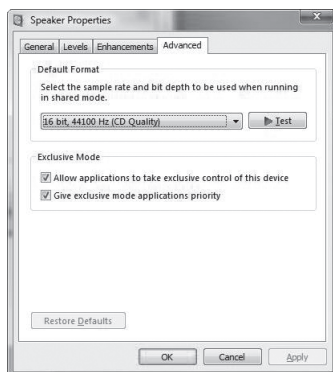 Speaker Properties
General Levels Enhancements Advanced
Default Format
Select the sample rate and bit depth to be used when running
in shared mode.
16 bit, 44100 Hz (CD Quality) Test
Exclusive Mode
Allow applications to take exclusive control of this device
Give exclusive mode applications priority
Restore Defaults
OK Cancel Apply